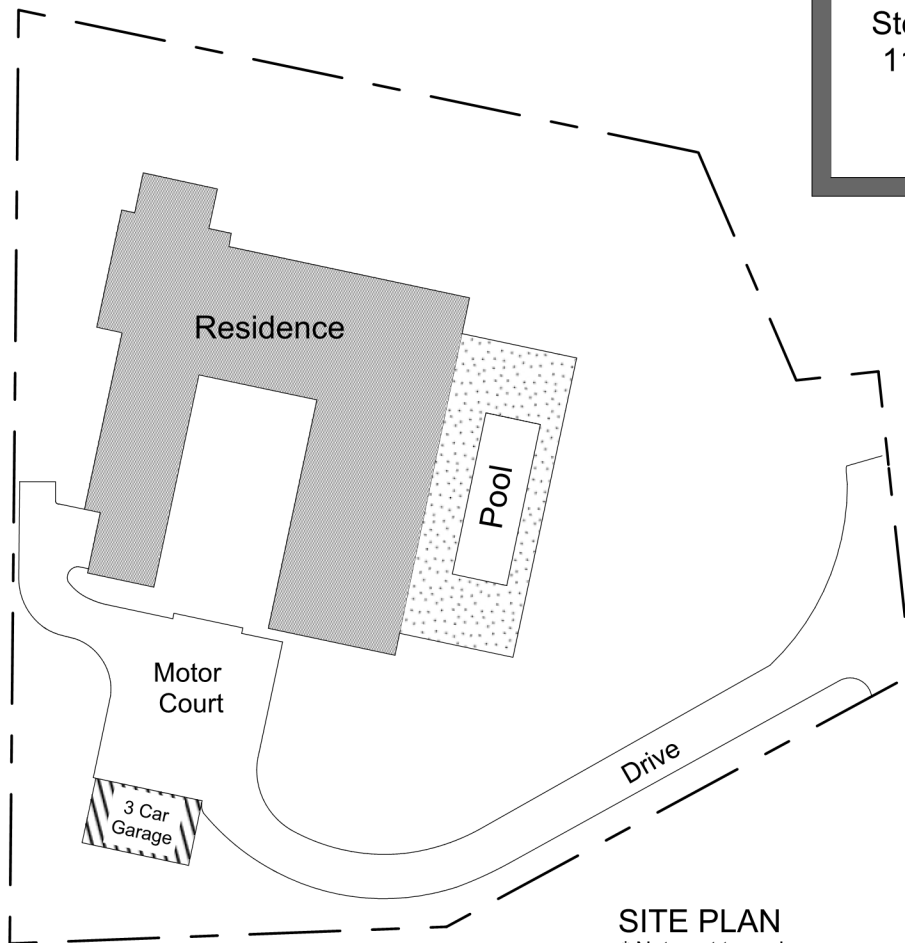 Residence
Pool
Motor
Court
Drive
3 Car
Garage
SITE PLAN